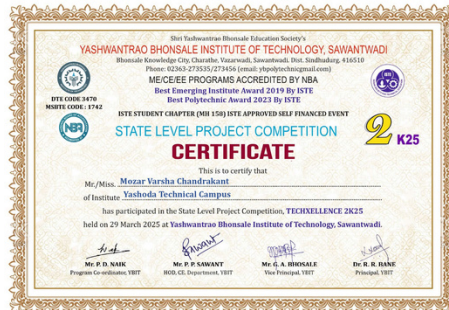 Shri Yashwantrao Bhonsale Education Society's
YASHWANTRAO BHONSALE INSTITUTE OF TECHNOLOGY, SAWANTWADI
Bhonsale Knowledge City, Charathe, Vazarwadi, Sawantwadi. Dist. Sindhudurg, 416510
Phone: 02363-273535/273456 (email: ybpolytechnic@gmail.com)
ME/CE/EE PROGRAMS ACCREDITED BY NBA
Best Emerging Institute Award 2019 By ISTE
Best Polytechnic Award 2023 By ISTE
DTE CODE 3470
MSBTE CODE : 1742
ISTE STUDENT CHAPTER (MH 158) ISTE APPROVED SELF FINANCED EVENT
NBA
STATE LEVEL PROJECT COMPETITION
2K25
CERTIFICATE
This is to certify that
Mr./Miss. Mozar Varsha Chandrakant
of Institute Yashoda Technical Campus
has participated in the State Level Project Competition, TECHXELLENCE 2K25
held on 29 March 2025 at Yashwantrao Bhonsale Institute of Technology, Sawantwadi.
Mr. P. D. NAIK
Program Co-ordinator, YBIT
Mr. P. P. SAWANT
HOD, CE. Department, YBIT
Mr. G. A. BHOSALE
Vice Principal, YBIT
Dr. R. R. BANE
Principal, YBIT